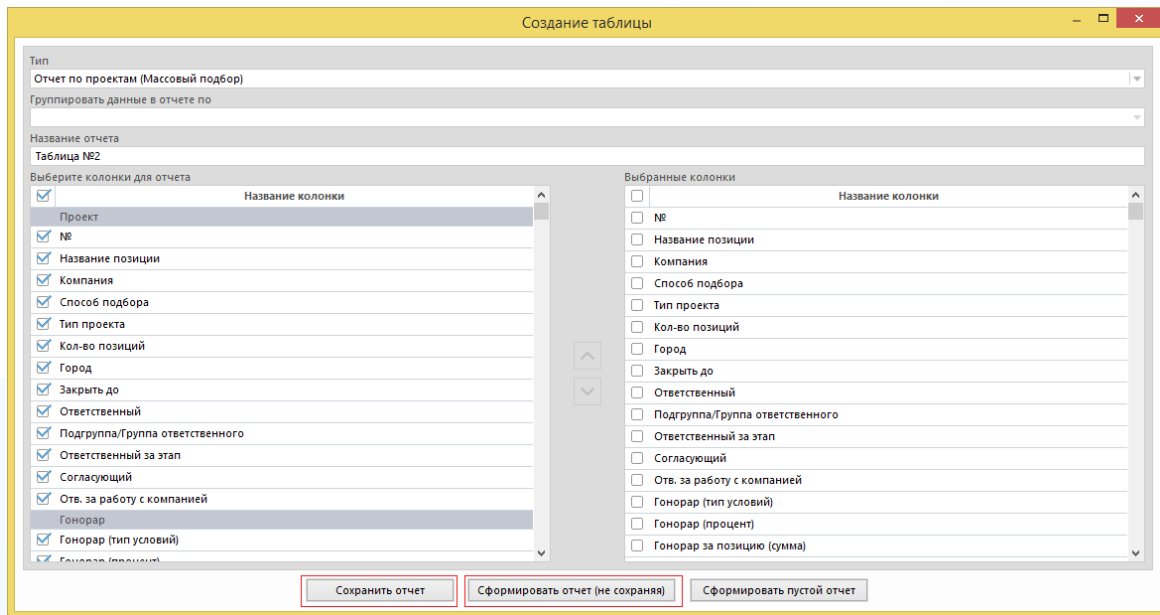 Создание таблицы
Тип
Отчет по проектам (Массовый подбор)
Группировать данные в отчете по
Название отчета
Таблица №2
Выберите колонки для отчета
Название колонки
Проект
№
Название позиции
Компания
Способ подбора
Тип проекта
Кол-во позиций
Город
Закрыть до
Ответственный
Подгруппа/Группа ответственного
Ответственный за этап
Согласующий
Отв. за работу с компанией
Гонорар
Гонорар (тип условий)
Гонорар (процент)
Выбранные колонки
Название колонки
№
Название позиции
Компания
Способ подбора
Тип проекта
Кол-во позиций
Город
Закрыть до
Ответственный
Подгруппа/Группа ответственного
Ответственный за этап
Согласующий
Отв. за работу с компанией
Гонорар (тип условий)
Гонорар (процент)
Гонорар за позицию (сумма)
Сохранить отчет
Сформировать отчет (не сохраняя)
Сформировать пустой отчет